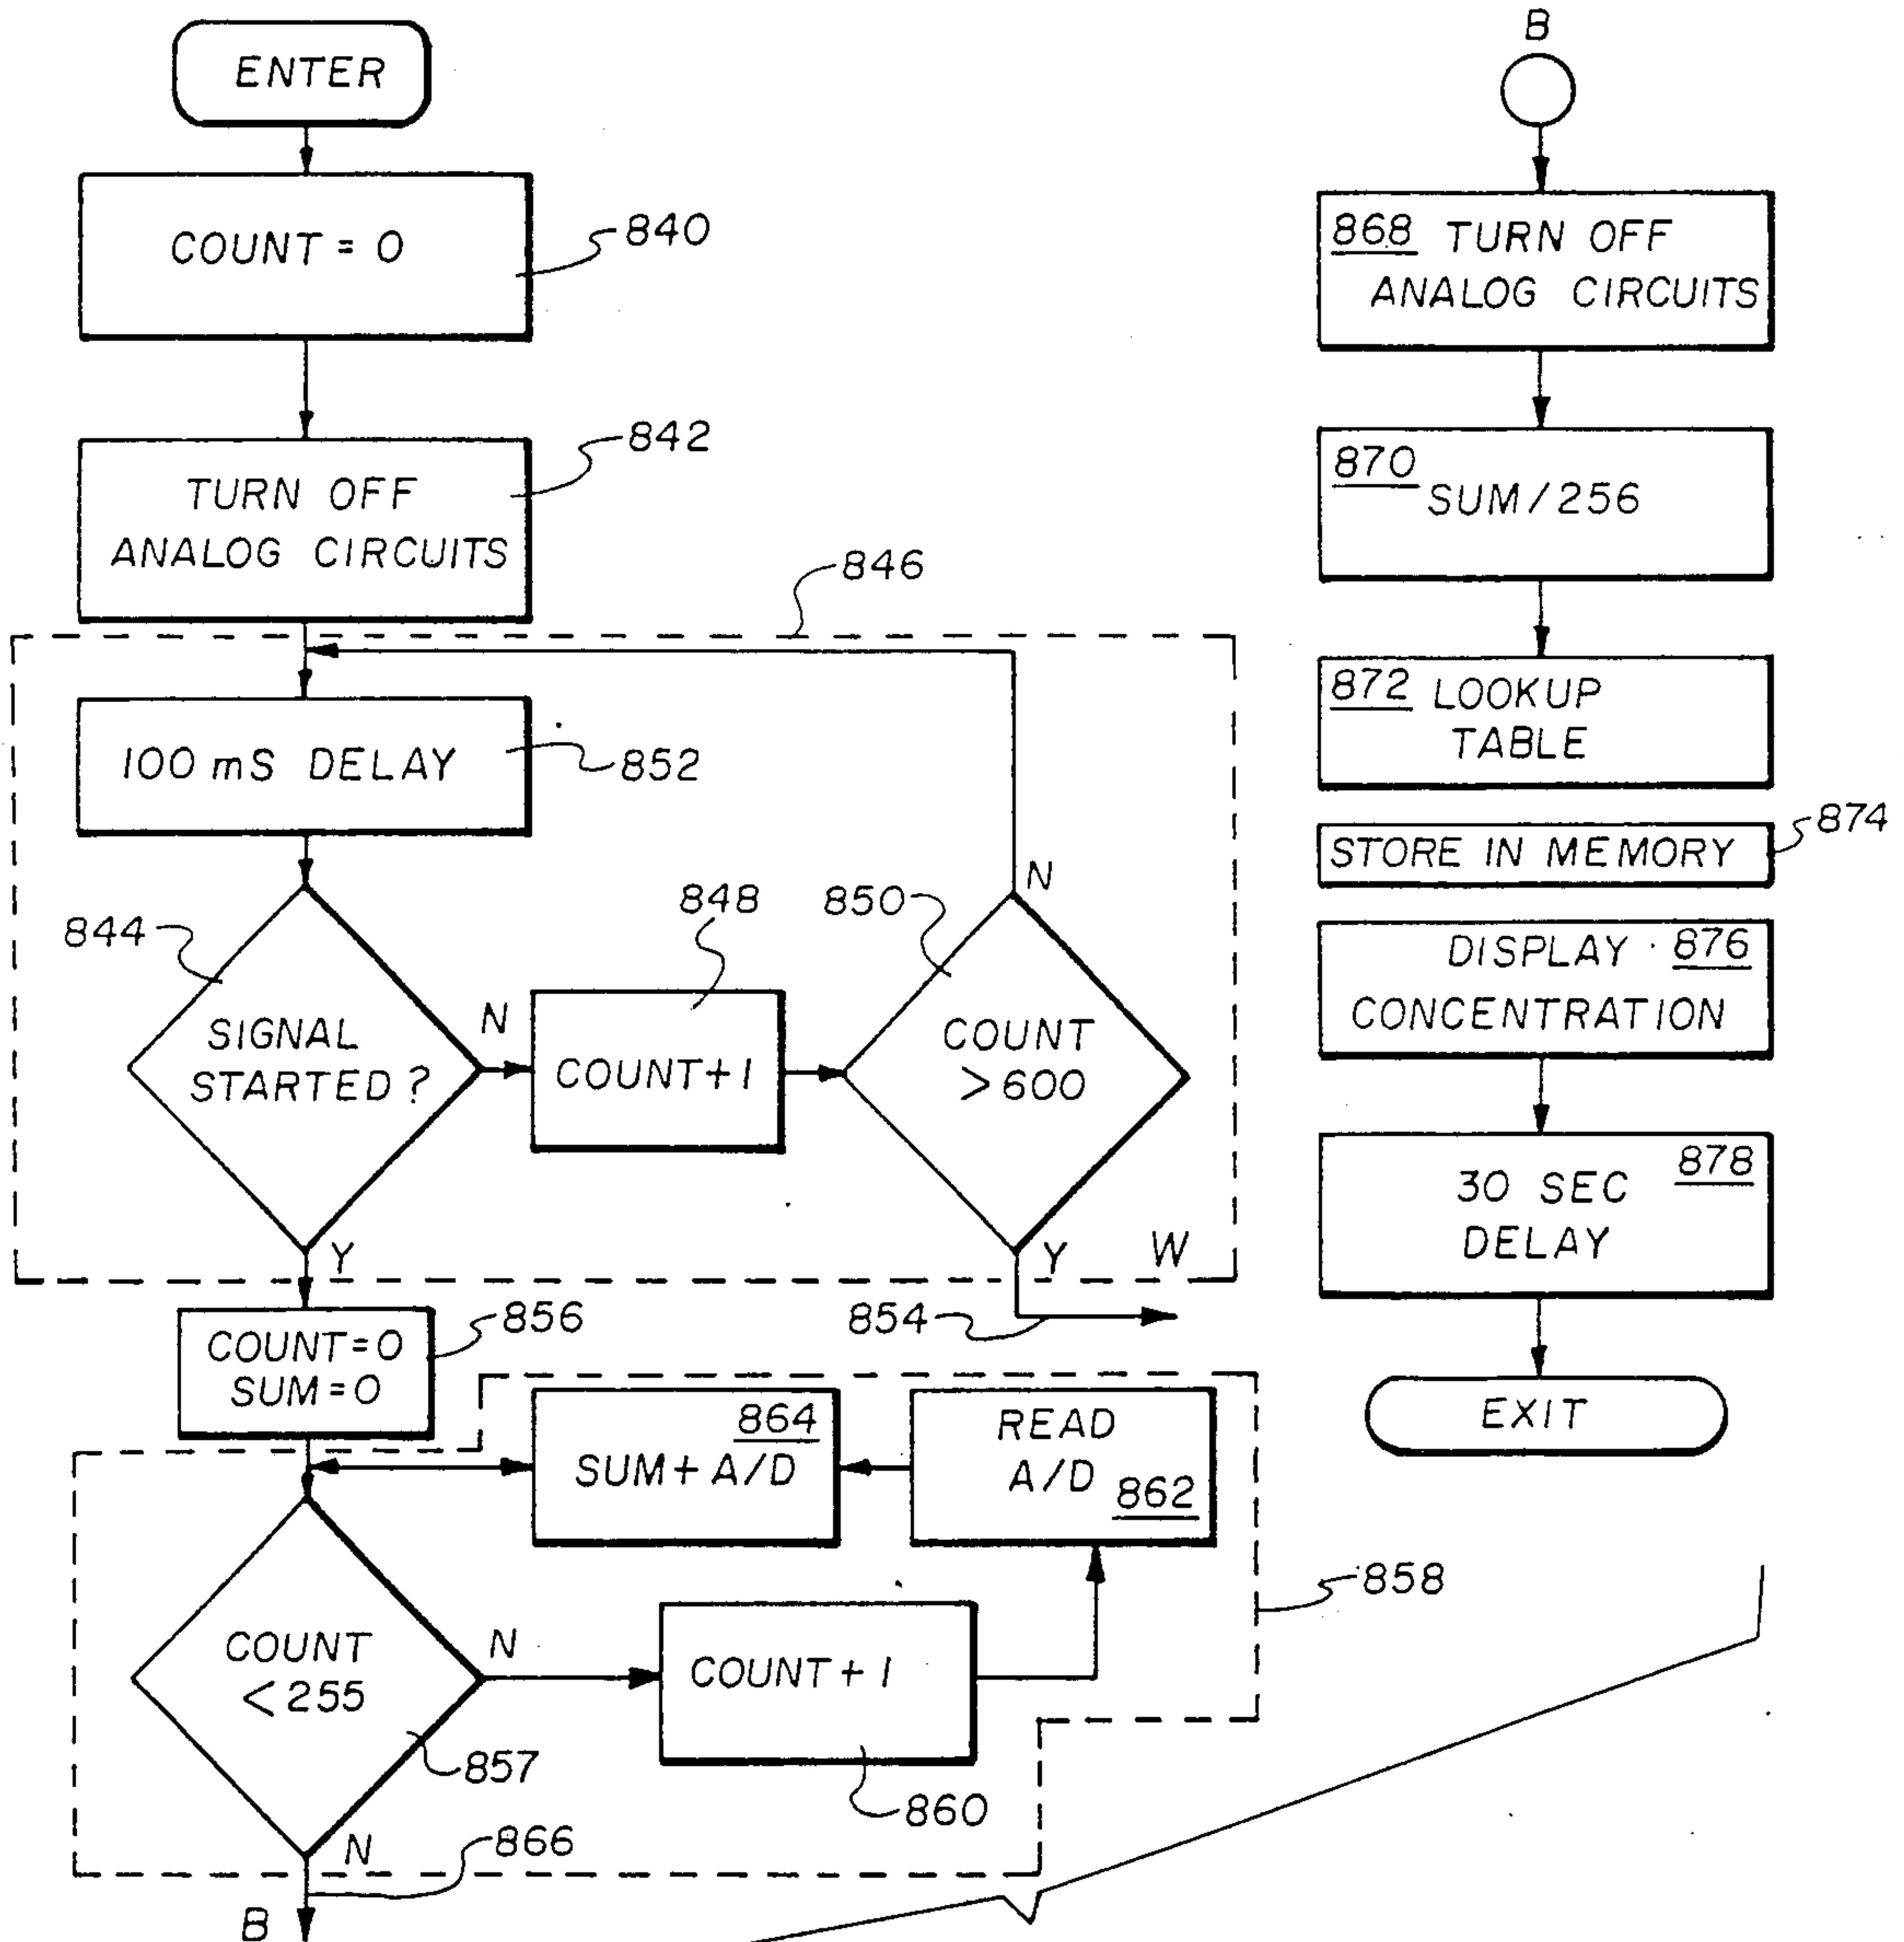 ENTER
COUNT = 0
840
TURN OFF
ANALOG CIRCUITS
842
846
100 mS DELAY
852
844
SIGNAL
STARTED?
N
848
COUNT+1
850
COUNT
>600
N
Y
Y
W
854
COUNT=0
SUM=0
856
864
SUM+ A/D
READ
A/D
862
858
COUNT
<255
N
857
COUNT + 1
860
N
866
B
B
868 TURN OFF
ANALOG CIRCUITS
870
SUM/256
872 LOOKUP
TABLE
STORE IN MEMORY
874
DISPLAY 876
CONCENTRATION
878
30 SEC
DELAY
EXIT